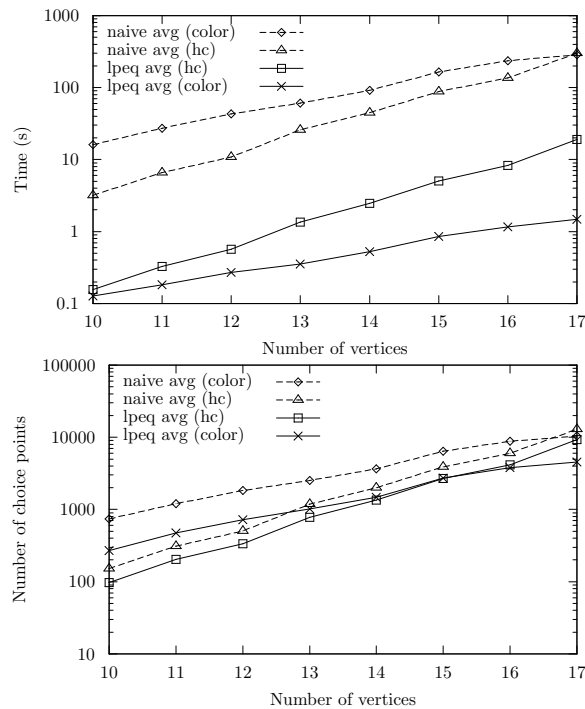 1000
naive avg (color)
naive avg (hc)
lpeq avg (hc)
lpeq avg (color)
100
10
1
0.1
Time (s)
10 11 12 13 14 15 16 17
Number of vertices
100000
naive avg (color)
naive avg (hc)
lpeq avg (hc)
lpeq avg (color)
10000
1000
100
10
Number of choice points
10 11 12 13 14 15 16 17
Number of vertices